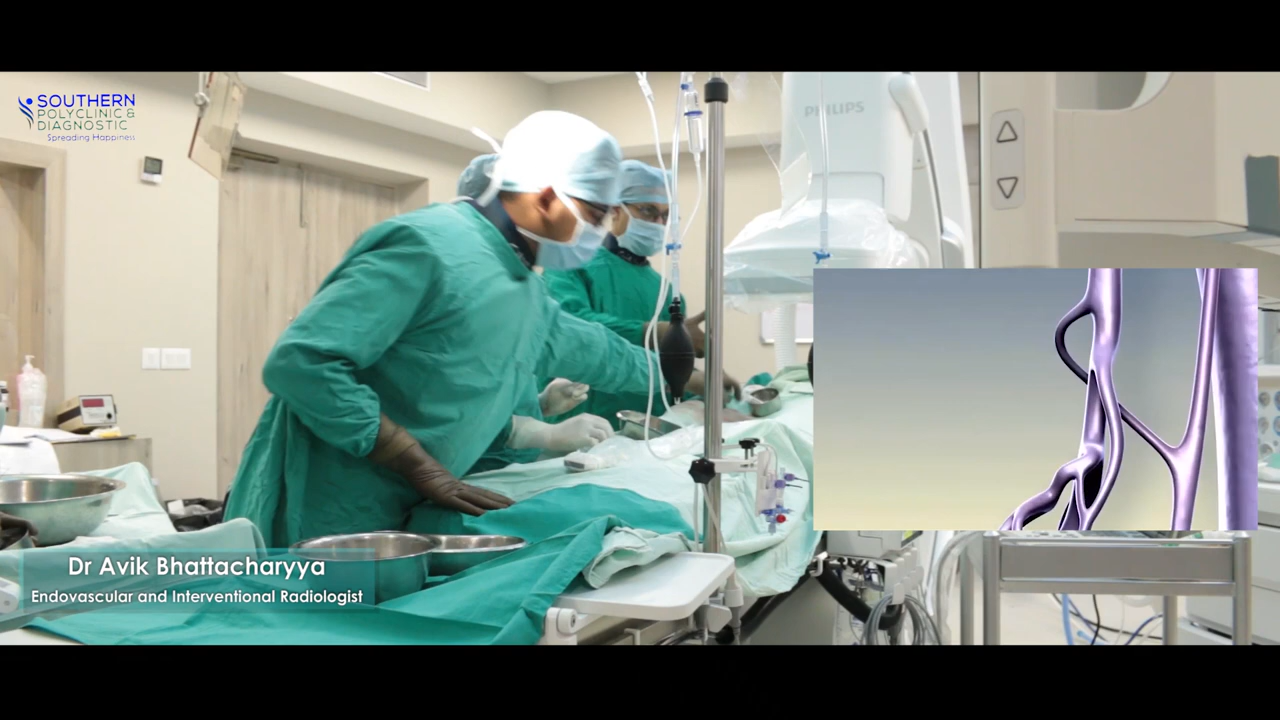 SOUTHERN
POLYCLINIC &
DIAGNOSTIC
Spreading Happiness
PHILIPS
Dr Avik Bhattacharyya
Endovascular and Interventional Radiologist